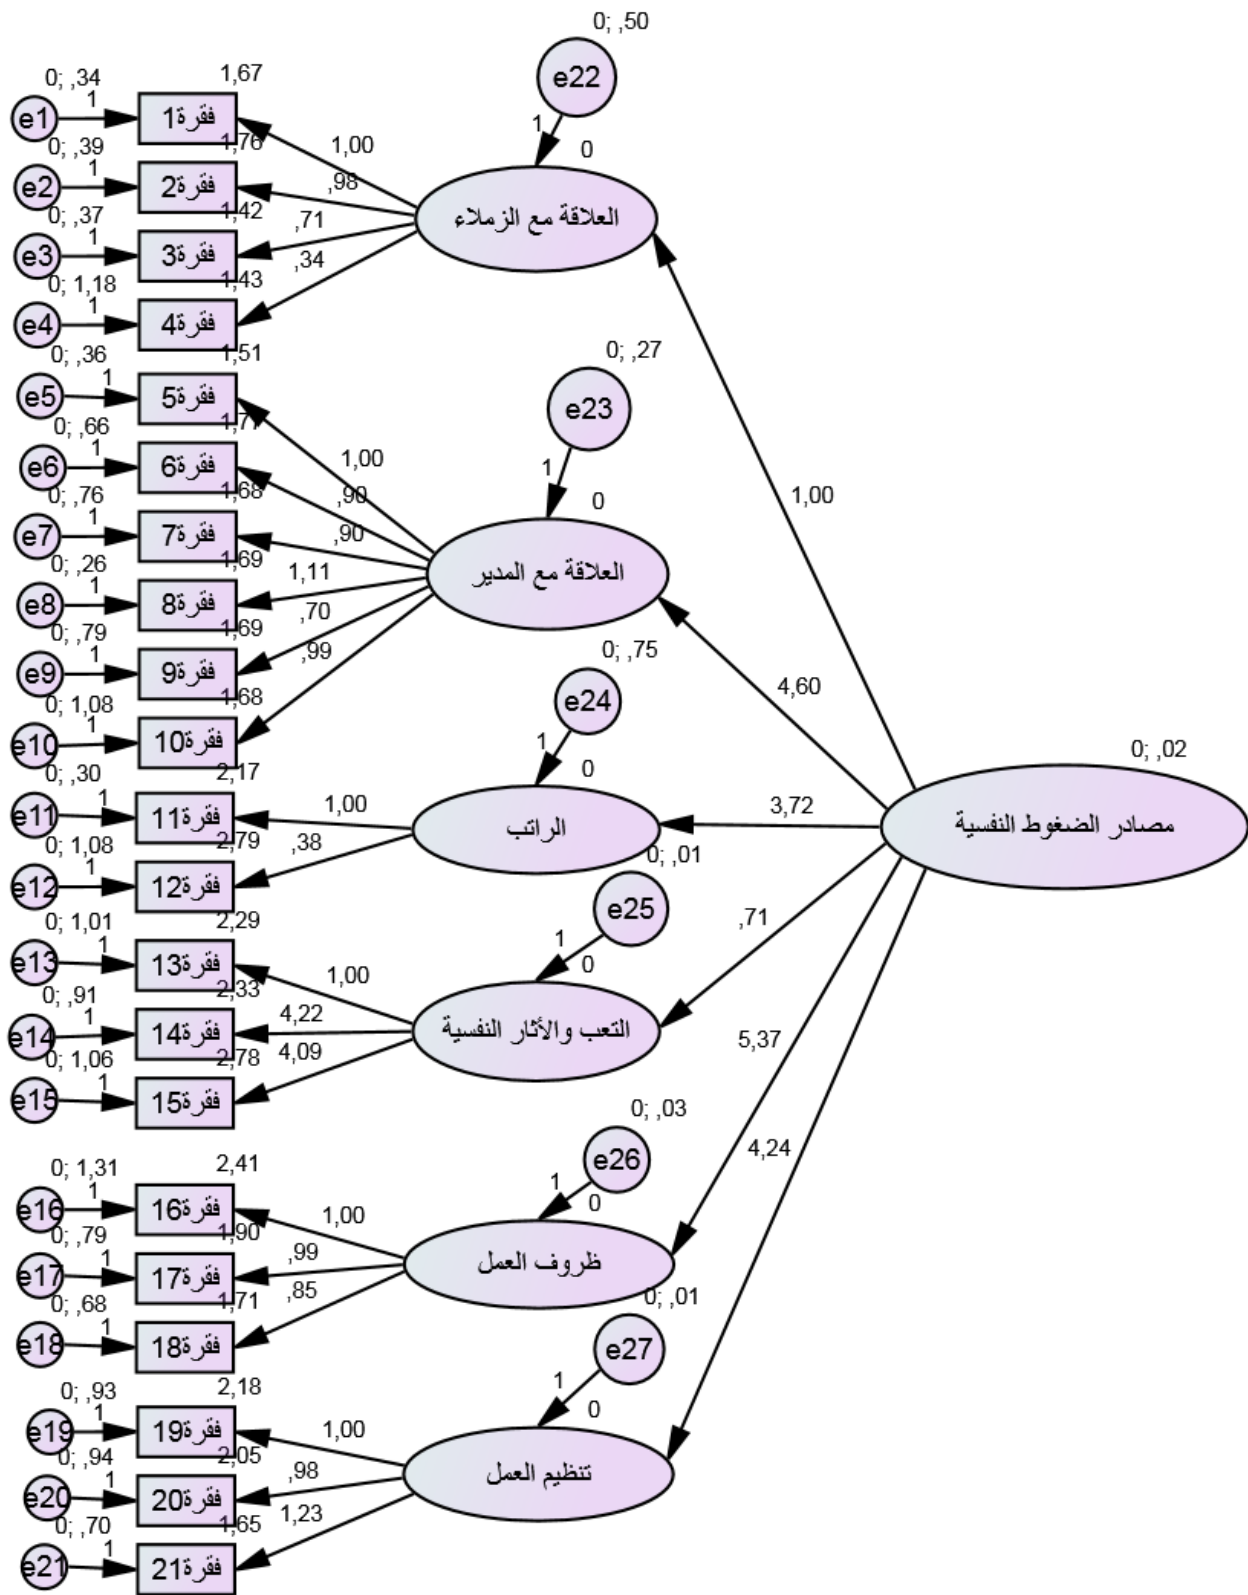 0; ,50
e22
1
0
0; ,34
1,67
e1
1
فقرة1
1,00
0; ,39
1,76
e2
1
فقرة2
,98
العلاقة مع الزملاء
0; ,37
1,42
e3
1
فقرة3
,71
0; 1,18
1,43
e4
1
فقرة4
,34
0; ,27
e23
1
0
0; ,36
1,51
e5
1
فقرة5
1,00
0; ,66
1,77
e6
1
فقرة6
,90
0; ,76
1,68
e7
1
فقرة7
,90
العلاقة مع المدير
0; ,26
1,69
e8
1
فقرة8
1,11
0; ,79
1,69
e9
1
فقرة9
,70
0; 1,08
1,68
e10
1
فقرة10
,99
0; ,75
e24
1
0
0; ,30
2,17
e11
1
فقرة11
1,00
الراتب
0; 1,08
2,79
e12
1
فقرة12
,38
0; ,01
e25
1
0
0; 1,01
2,29
e13
1
فقرة13
1,00
0; ,91
2,33
e14
1
فقرة14
4,22
التعب والأثار النفسية
0; 1,06
2,78
e15
1
فقرة15
4,09
0; ,03
e26
1
0
0; 1,31
2,41
e16
1
فقرة16
1,00
0; ,79
1,90
e17
1
فقرة17
,99
ظروف العمل
0; ,68
1,71
e18
1
فقرة18
,85
0; ,01
e27
1
0
0; ,93
2,18
e19
1
فقرة19
1,00
0; ,94
2,05
e20
1
فقرة20
,98
تنظيم العمل
0; ,70
1,65
e21
1
فقرة21
1,23
1,00
4,60
3,72
,71
5,37
4,24
0; ,02
مصادر الضغوط النفسية